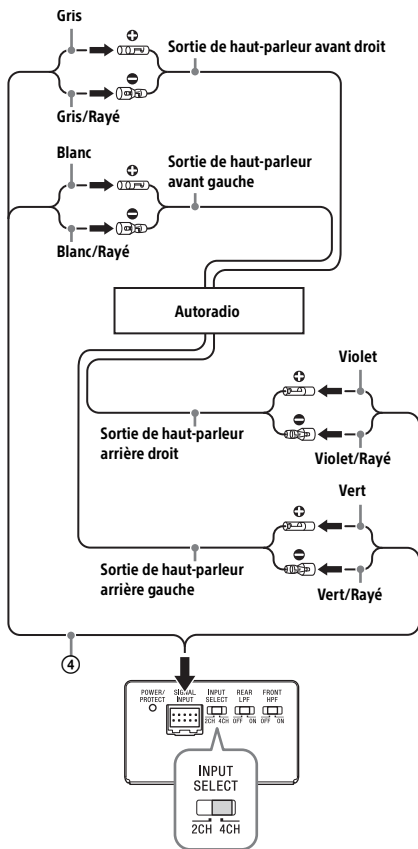 Gris
Sortie de haut-parleur avant droit
Gris/Rayé
Blanc
Sortie de haut-parleur
avant gauche
Blanc/Rayé
Autoradio
Violet
Sortie de haut-parleur
arrière droit
Violet/Rayé
Vert
Sortie de haut-parleur
arrière gauche
Vert/Rayé
④
POWER/
PROTECT
SIGNAL
INPUT
INPUT
SELECT
2CH 4CH
REAR
LPF
OFF ON
FRONT
HPF
OFF ON
INPUT
SELECT
2CH 4CH